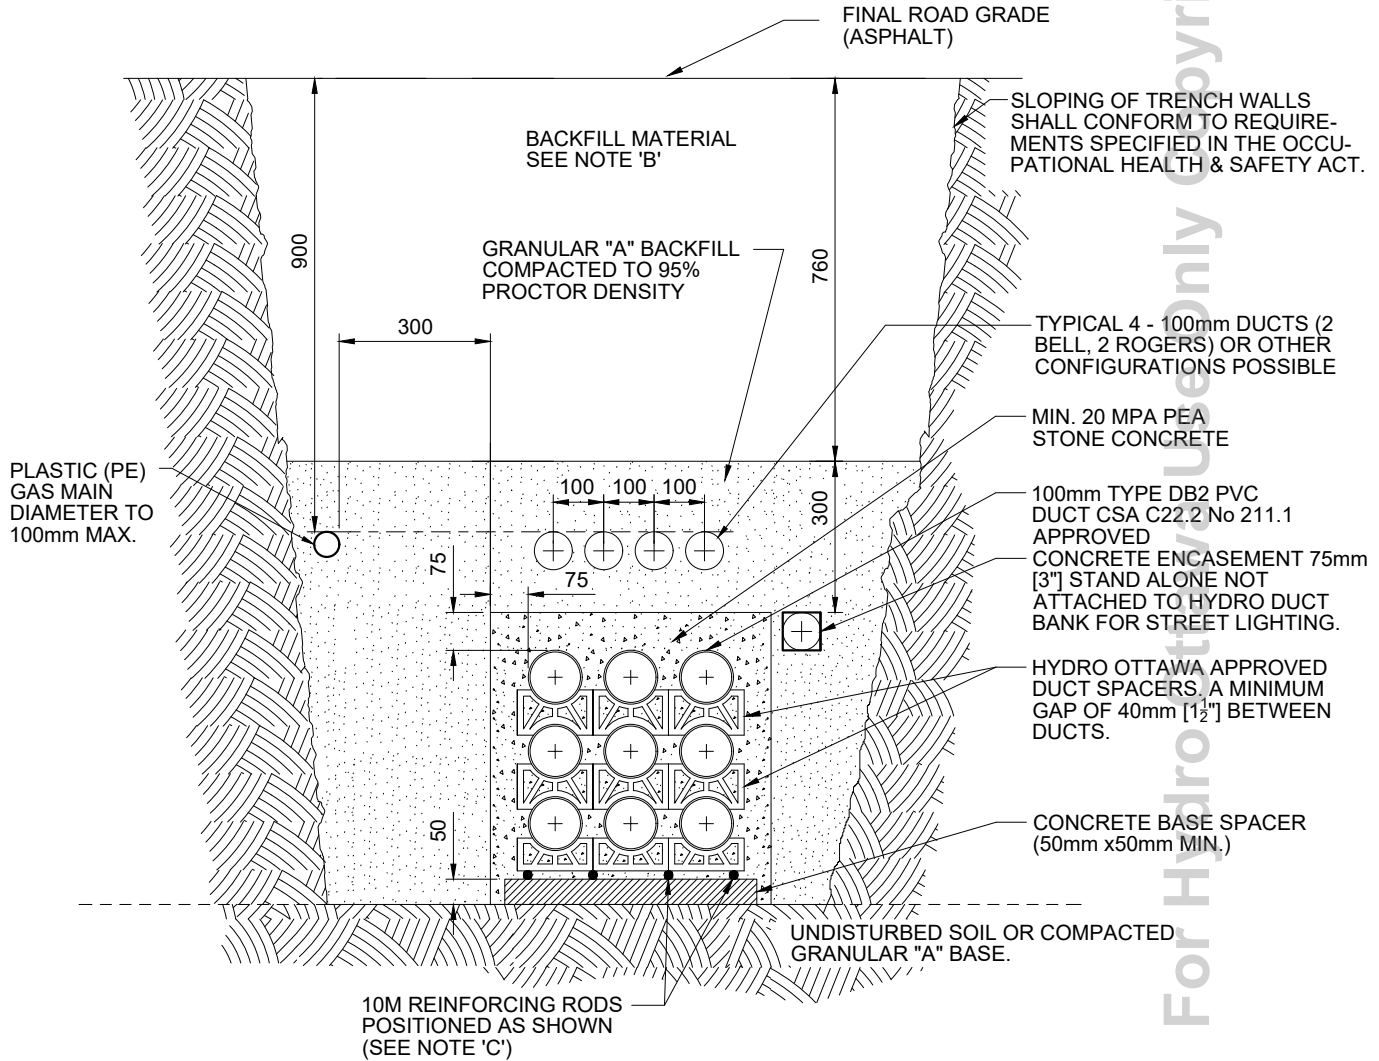 FINAL ROAD GRADE
(ASPHALT)
SLOPING OF TRENCH WALLS
SHALL CONFORM TO REQUIRE-
MENTS SPECIFIED IN THE OCCU-
PATIONAL HEALTH & SAFETY ACT.
BACKFILL MATERIAL
SEE NOTE 'B'
900
760
GRANULAR "A" BACKFILL
COMPACTED TO 95%
PROCTOR DENSITY
300
TYPICAL 4 - 100mm DUCTS (2
BELL, 2 ROGERS) OR OTHER
CONFIGURATIONS POSSIBLE
MIN. 20 MPA PEA
STONE CONCRETE
PLASTIC (PE)
GAS MAIN
DIAMETER TO
100mm MAX.
100 100 100
300
100mm TYPE DB2 PVC
DUCT CSA C22.2 No 211.1
APPROVED
75
75
CONCRETE ENCASEMENT 75mm
[3"] STAND ALONE NOT
ATTACHED TO HYDRO DUCT
BANK FOR STREET LIGHTING.
HYDRO OTTAWA APPROVED
DUCT SPACERS. A MINIMUM
GAP OF 40mm [1½"] BETWEEN
DUCTS.
50
CONCRETE BASE SPACER
(50mm x50mm MIN.)
UNDISTURBED SOIL OR COMPACTED
GRANULAR "A" BASE.
10M REINFORCING RODS
POSITIONED AS SHOWN
(SEE NOTE 'C')
For Hydro Ottawa Use Only